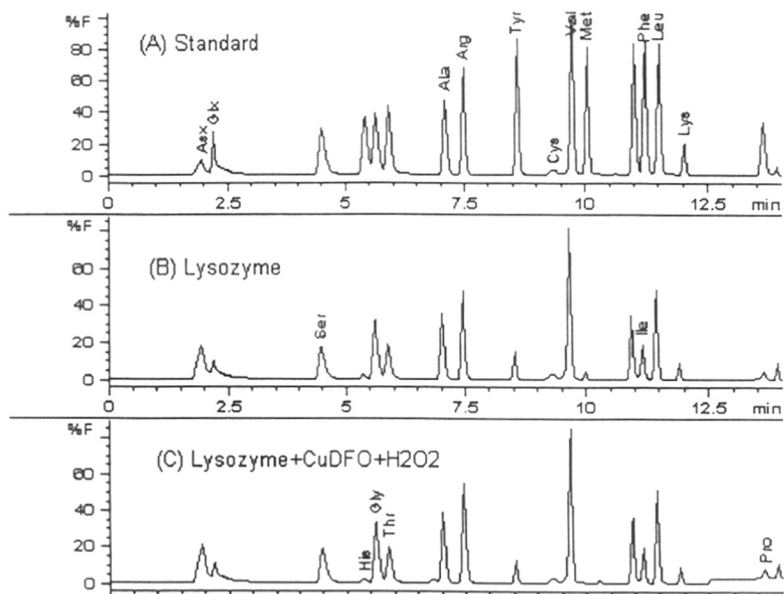 %F
(A) Standard
Asx Glx Ala Arg Tyr Cys Val Met Phe Leu Lys
80
60
40
20
0
0 2.5 5 7.5 10 12.5 min
%F
(B) Lysozyme
Ser Ile
60
40
20
0
0 2.5 5 7.5 10 12.5 min
%F
(C) Lysozyme+CuDFO+H2O2
His Gly Thr Pro
60
40
20
0